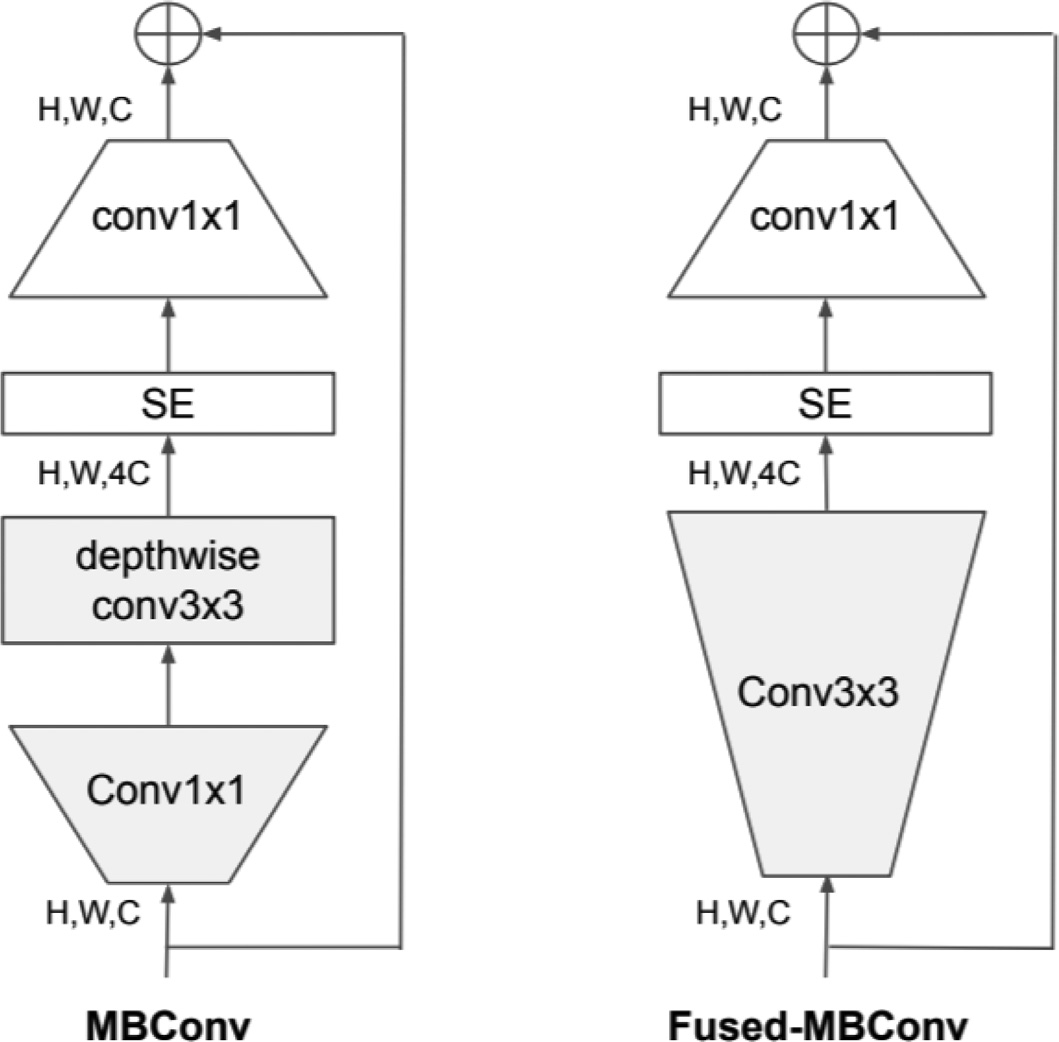 H,W,C
conv1x1
SE
H,W,4C
depthwise
conv3x3
Conv1x1
H,W,C
MBConv
H,W,C
conv1x1
SE
H,W,4C
Conv3x3
H,W,C
Fused-MBConv